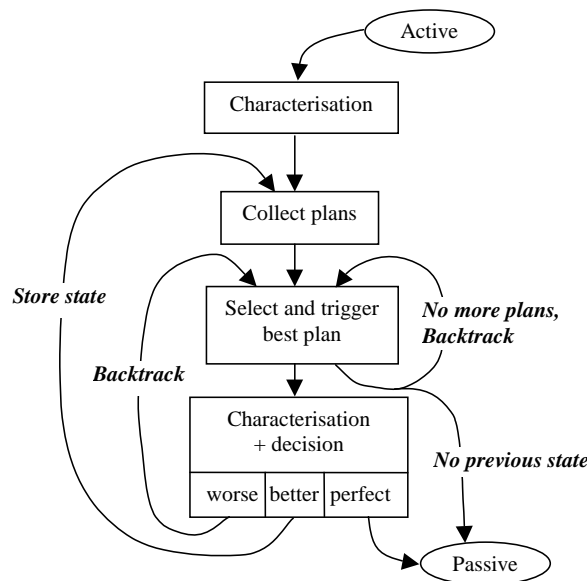 Active
Characterisation
Collect plans
Store state
Select and trigger
best plan
No more plans,
Backtrack
Backtrack
Characterisation
+ decision
No previous state
worse
better
perfect
Passive